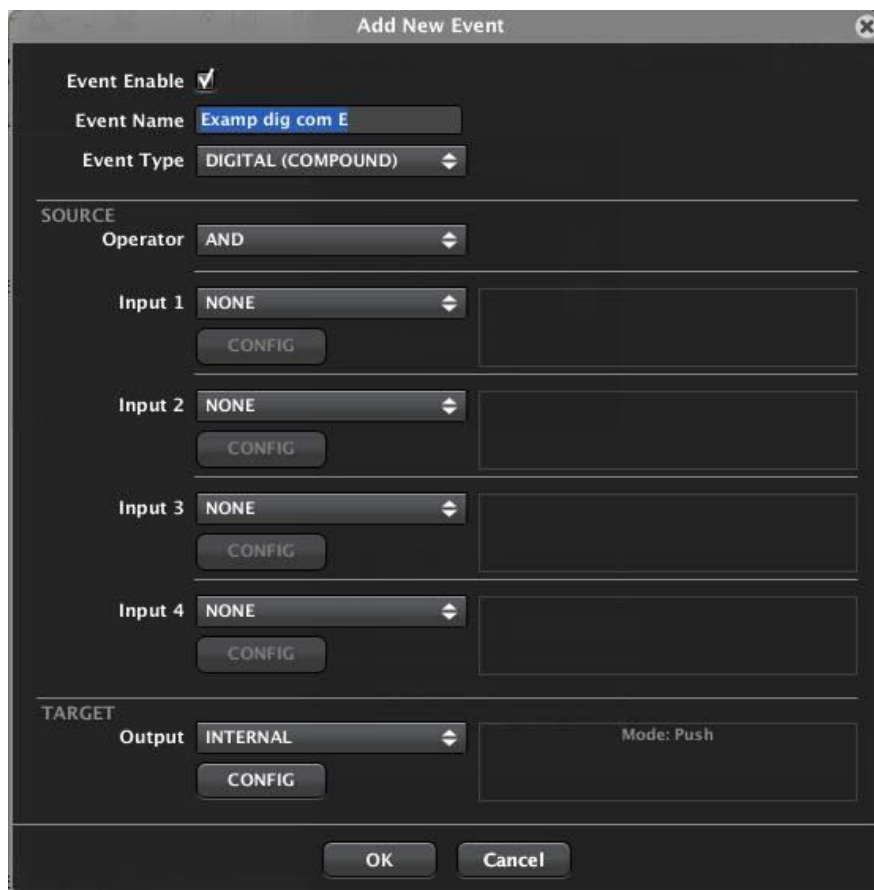 Add New Event
Event Enable
Event Name Examp dig com E
Event Type DIGITAL (COMPOUND)
SOURCE
Operator AND
Input 1 NONE
CONFIG
Input 2 NONE
CONFIG
Input 3 NONE
CONFIG
Input 4 NONE
CONFIG
TARGET
Output INTERNAL Mode: Push
CONFIG
OK Cancel